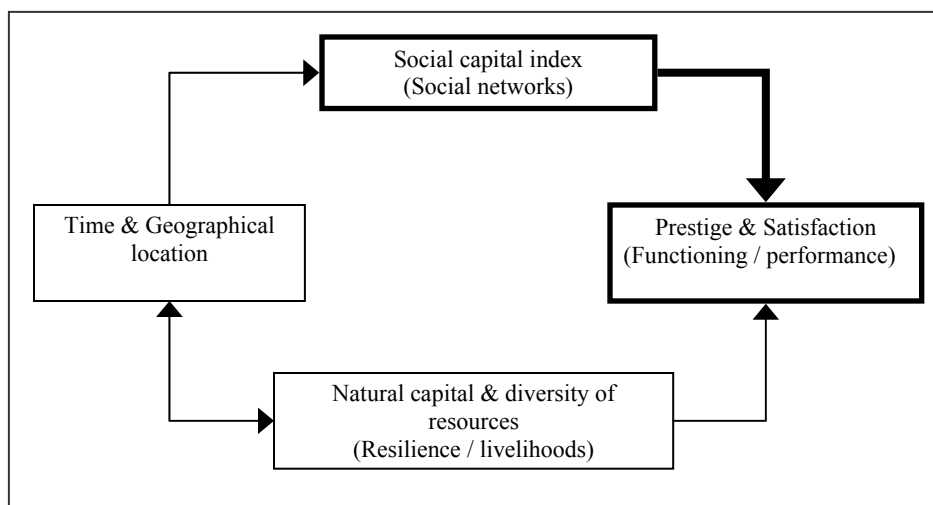 Social capital index
(Social networks)
Time & Geographical
location
Prestige & Satisfaction
(Functioning / performance)
Natural capital & diversity of
resources
(Resilience / livelihoods)